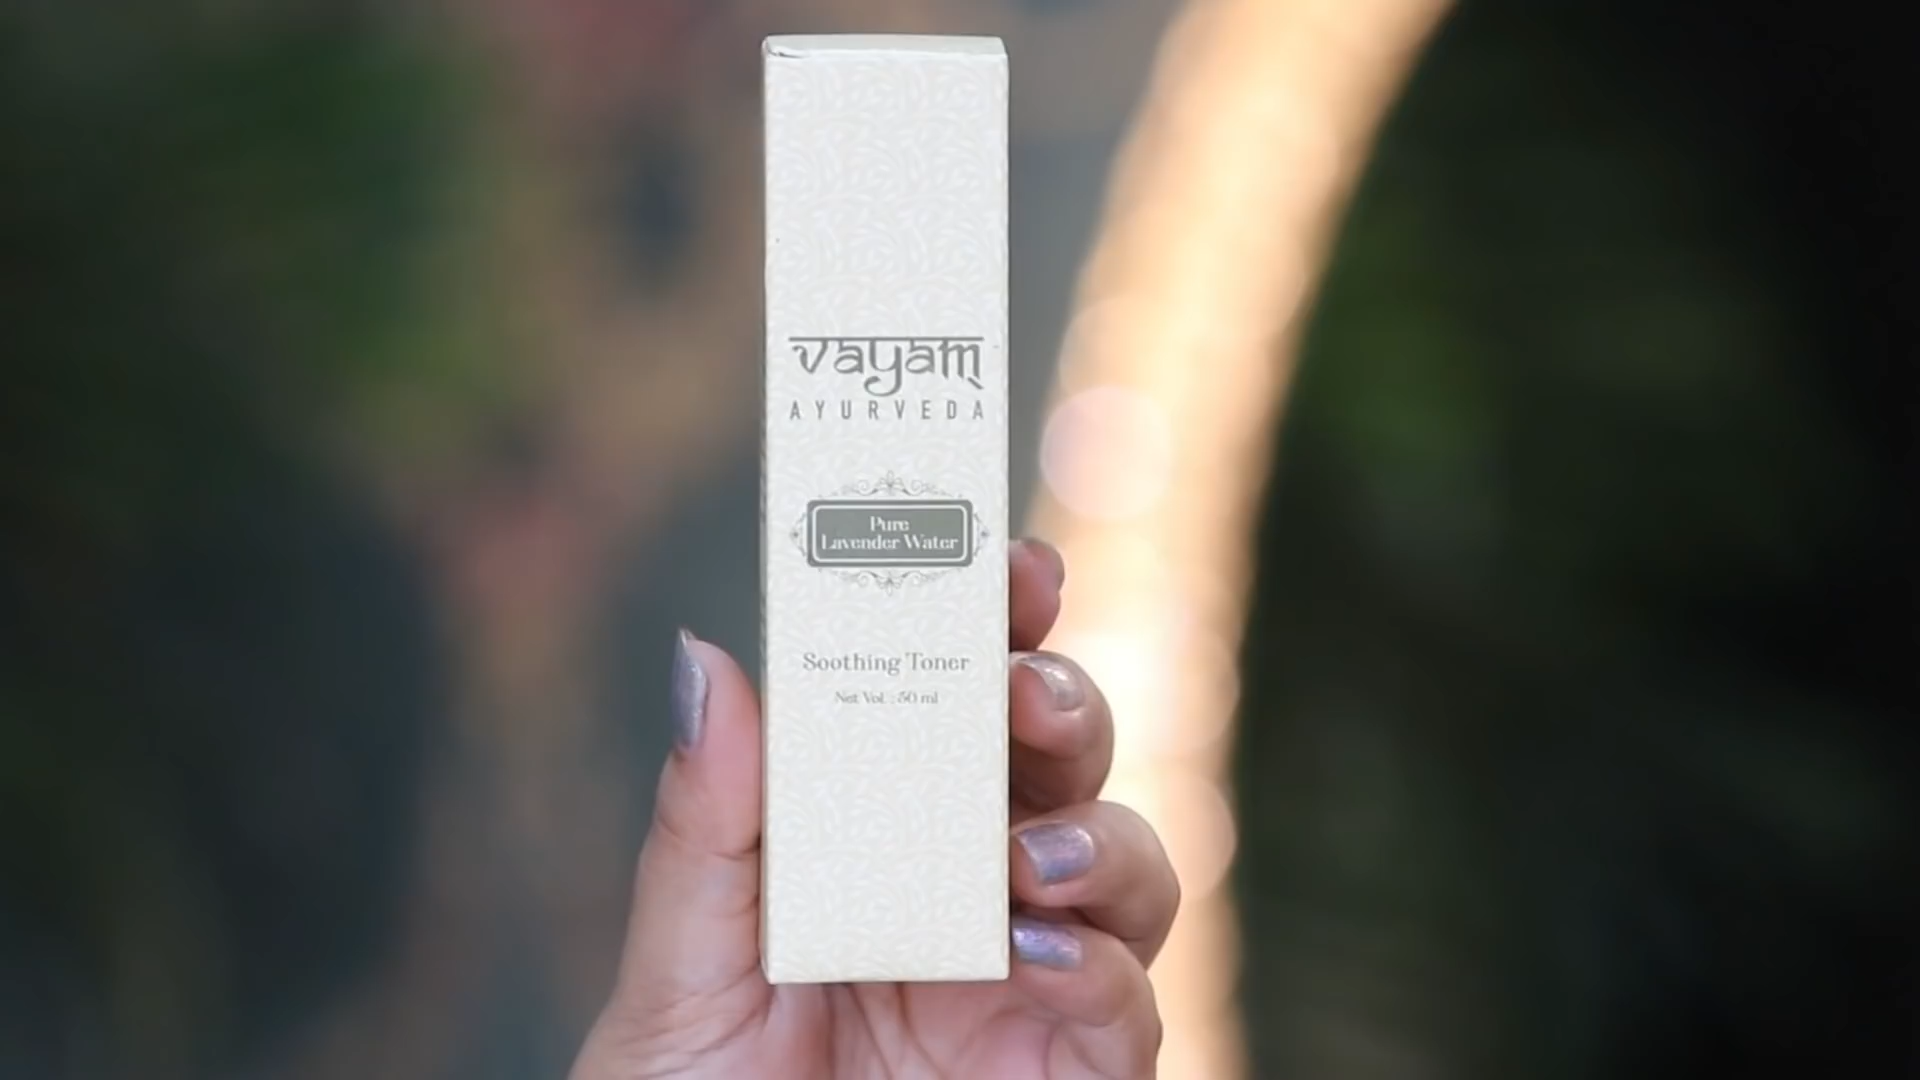 vayam
AYURVEDA
Pure
Lavender Water
Soothing Toner
Net Vol. : 50 ml